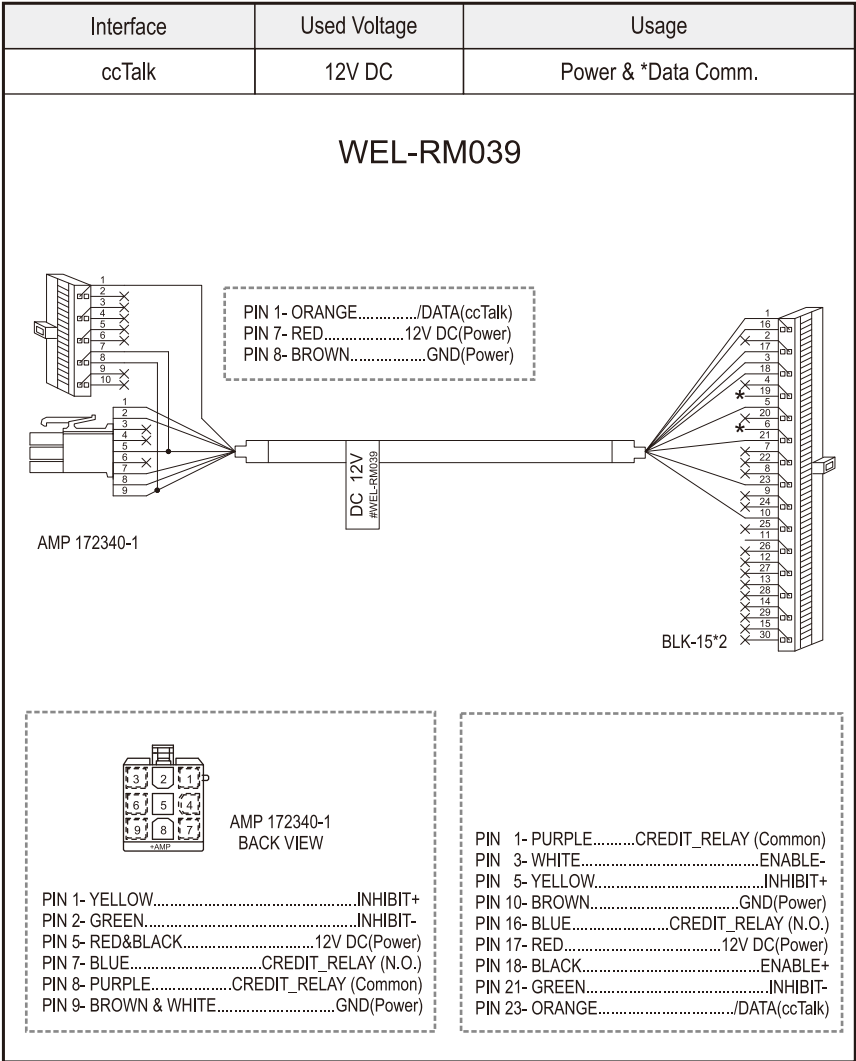 Interface Used Voltage Usage
ccTalk 12V DC Power & *Data Comm.
WEL-RM039
1
2
3
4
5
6
7
8
9
10
PIN 1- ORANGE............/DATA(ccTalk)
PIN 7- RED................12V DC(Power)
PIN 8- BROWN................GND(Power)
1
2
3
4
5
6
7
8
9
AMP 172340-1
DC 12V
#WEL-RM039
1
16
2
17
3
18
4
19
5
20
6
21
7
22
8
23
9
24
10
25
11
26
12
27
13
28
14
29
15
30
*
*
BLK-15*2
3 2 1
6 5 4
9 8 7
+AMP
AMP 172340-1
BACK VIEW
PIN 1- YELLOW..........................................INHIBIT+
PIN 2- GREEN............................................INHIBIT-
PIN 5- RED&BLACK.........................12V DC(Power)
PIN 7- BLUE.........................CREDIT_RELAY (N.O.)
PIN 8- PURPLE................CREDIT_RELAY (Common)
PIN 9- BROWN & WHITE........................GND(Power)
PIN 1- PURPLE.........CREDIT_RELAY (Common)
PIN 3- WHITE.....................................ENABLE-
PIN 5- YELLOW...................................INHIBIT+
PIN 10- BROWN.............................GND(Power)
PIN 16- BLUE..................CREDIT_RELAY (N.O.)
PIN 17- RED..............................12V DC(Power)
PIN 18- BLACK....................................ENABLE+
PIN 21- GREEN.....................................INHIBIT-
PIN 23- ORANGE............................/DATA(ccTalk)